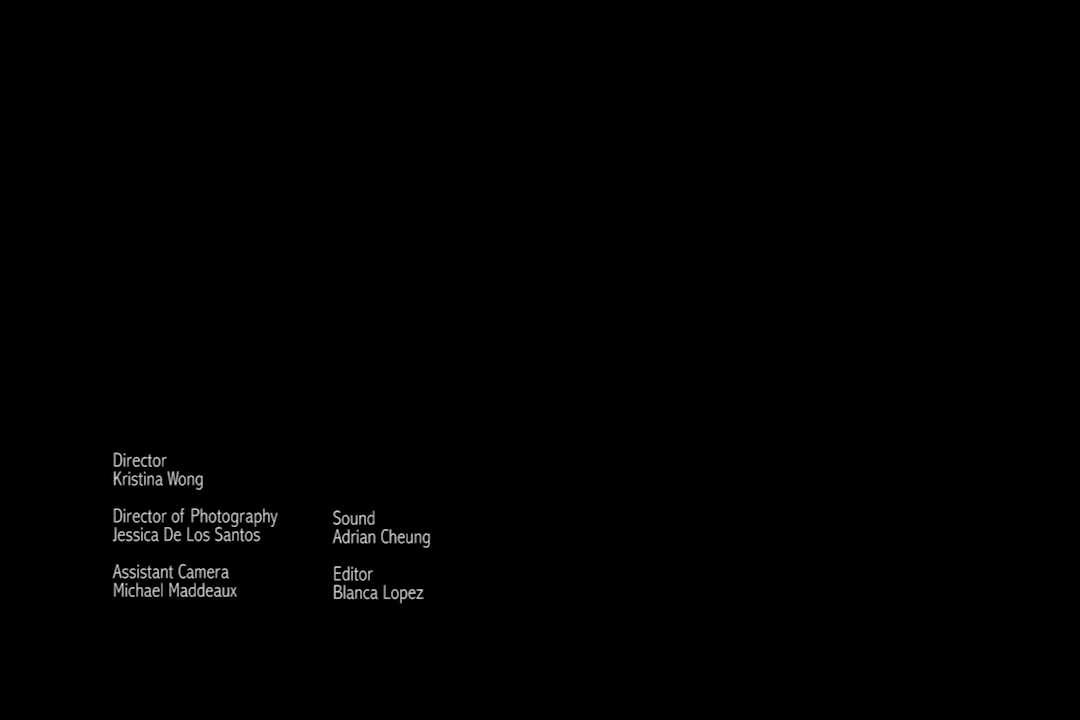 Director
Kristina Wong
Director of Photography
Jessica De Los Santos
Assistant Camera
Michael Maddeaux
Sound
Adrian Cheung
Editor
Blanca Lopez